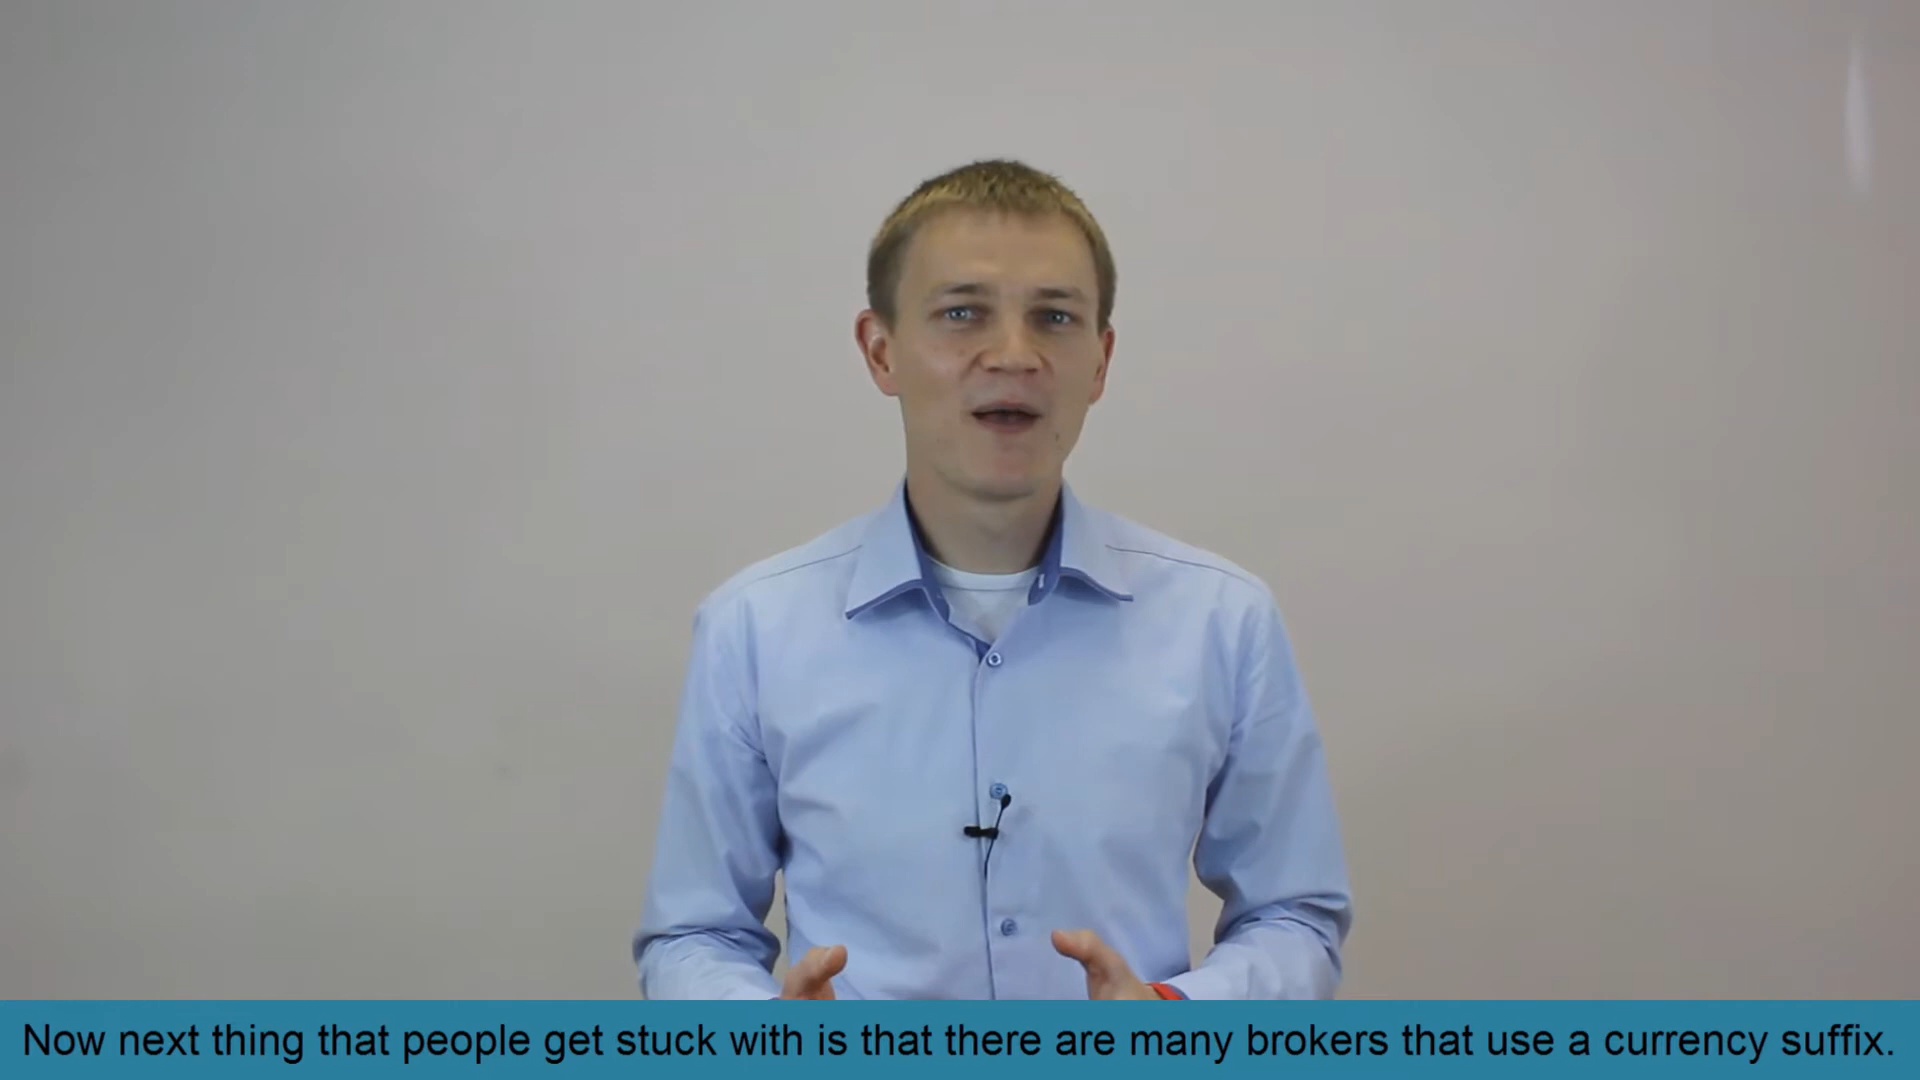 Now next thing that people get stuck with is that there are many brokers that use a currency suffix.